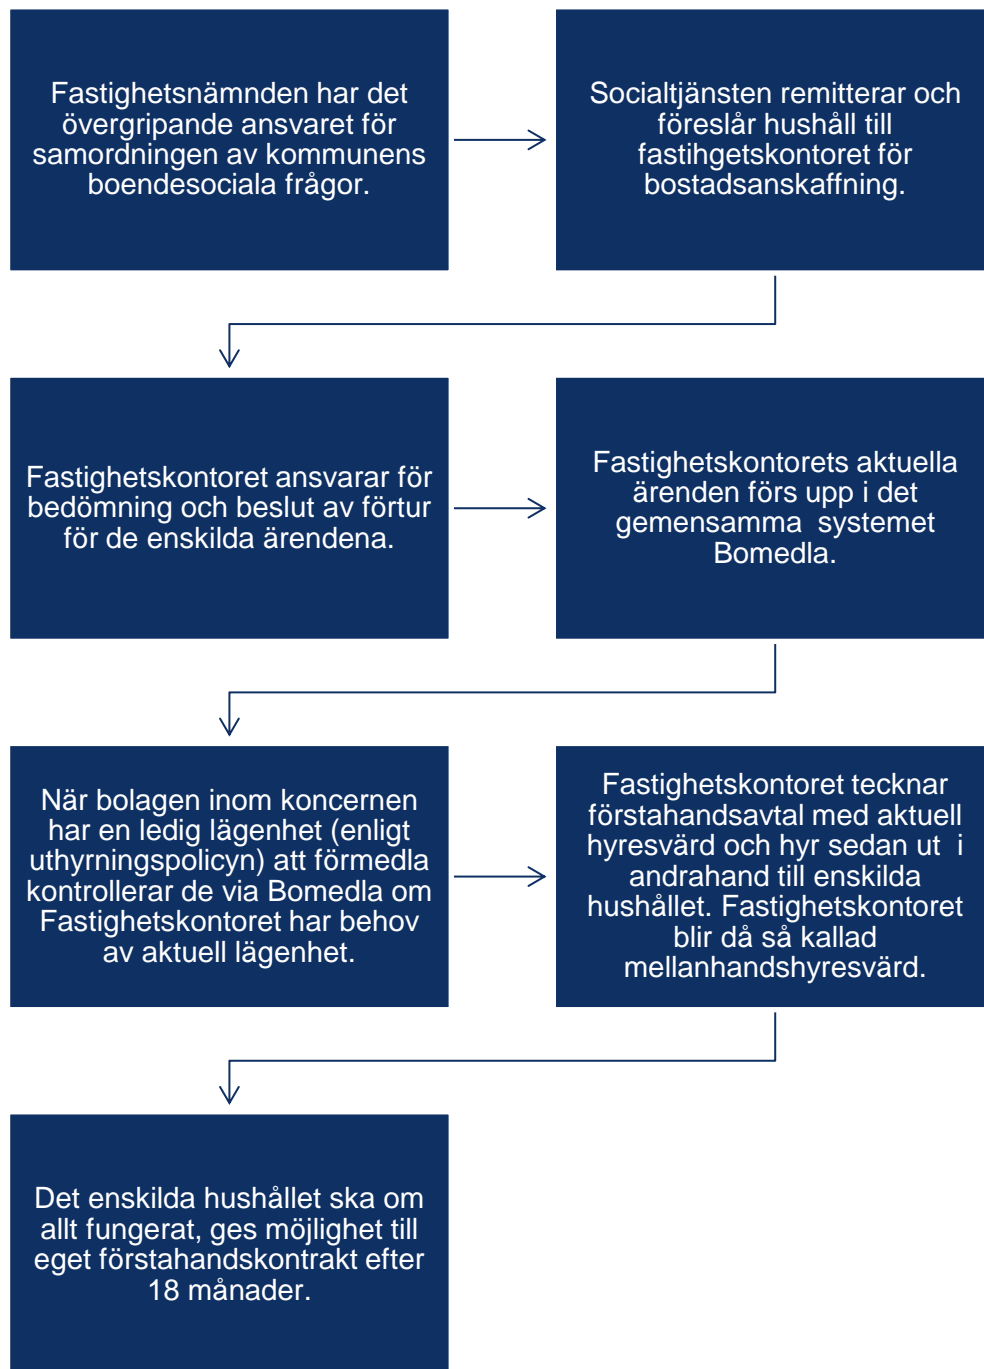 Fastighetsnämnden har det
övergripande ansvaret för
samordningen av kommunens
boendesociala frågor.
Socialtjänsten remitterar och
föreslår hushåll till
fastihgetskontoret för
bostadsanskaffning.
Fastighetskontoret ansvarar för
bedömning och beslut av förtur
för de enskilda ärendena.
Fastighetskontorets aktuella
ärenden förs upp i det
gemensamma  systemet
Bomedla.
När bolagen inom koncernen
har en ledig lägenhet (enligt
uthyrningspolicyn) att förmedla
kontrollerar de via Bomedla om
Fastighetskontoret har behov
av aktuell lägenhet.
Fastighetskontoret tecknar
förstahandsavtal med aktuell
hyresvärd och hyr sedan ut  i
andrahand till enskilda
hushållet. Fastighetskontoret
blir då så kallad
mellanhandshyresvärd.
Det enskilda hushållet ska om
allt fungerat, ges möjlighet till
eget förstahandskontrakt efter
18 månader.